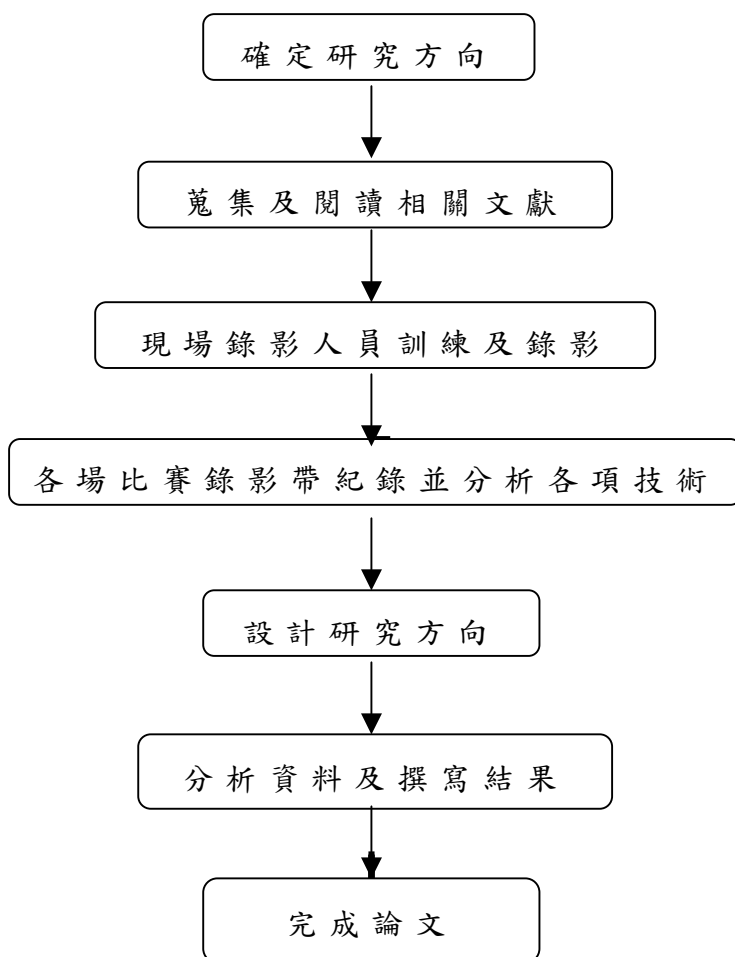 確定研究方向
蒐集及閱讀相關文獻
現場錄影人員訓練及錄影
各場比賽錄影帶紀錄並分析各項技術
設計研究方向
分析資料及撰寫結果
完成論文